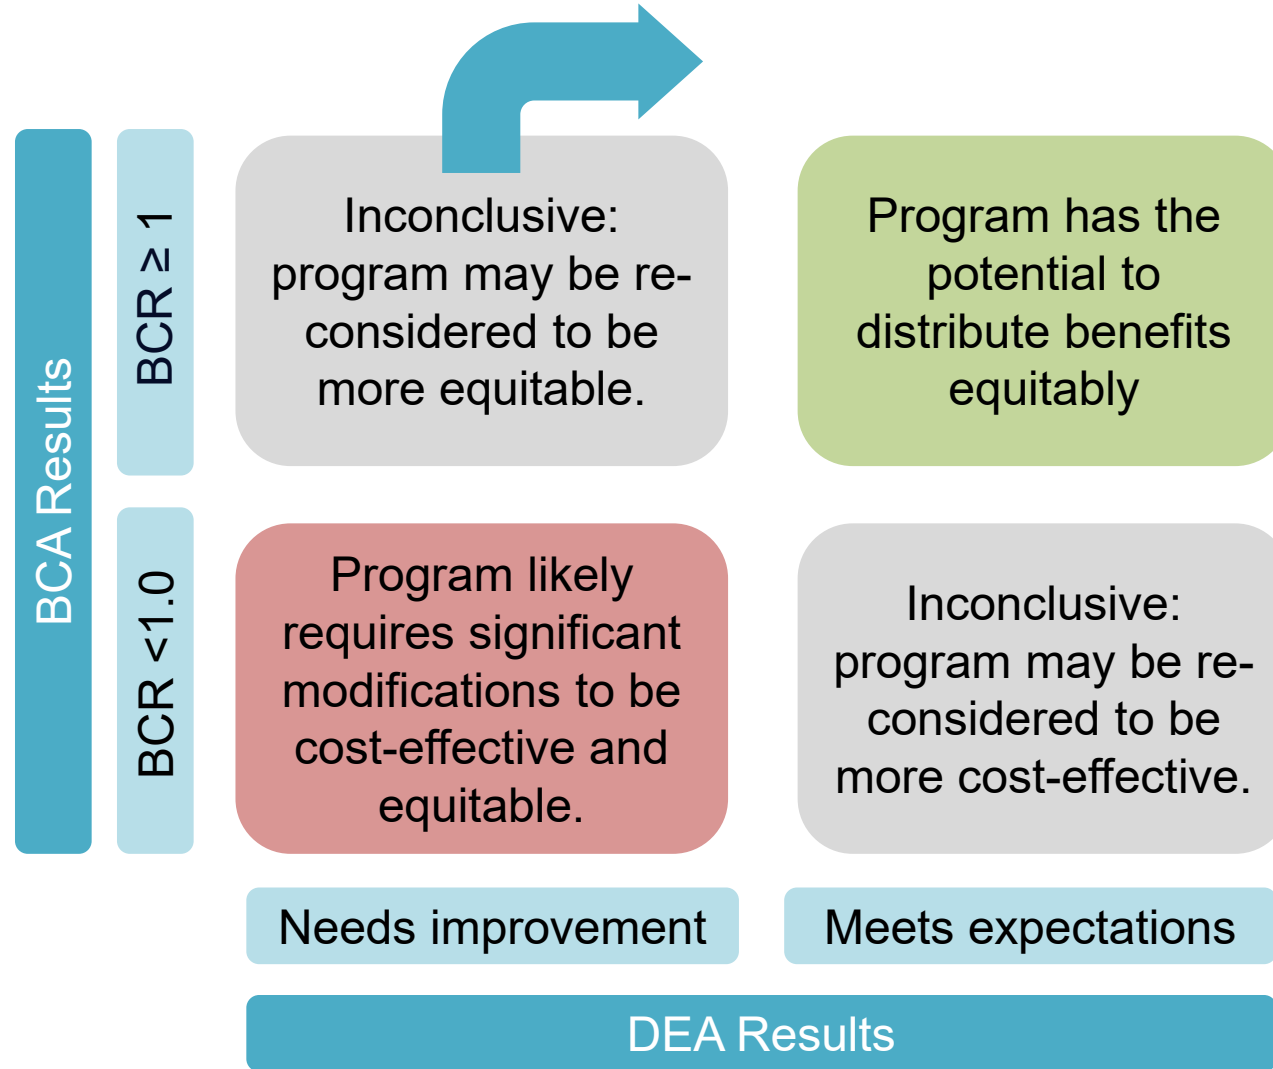 BCA Results
BCR ≥ 1
Inconclusive:
program may be re-
considered to be
more equitable.
Program has the
potential to
distribute benefits
equitably
BCR <1.0
Program likely
requires significant
modifications to be
cost-effective and
equitable.
Inconclusive:
program may be re-
considered to be
more cost-effective.
Needs improvement
Meets expectations
DEA Results